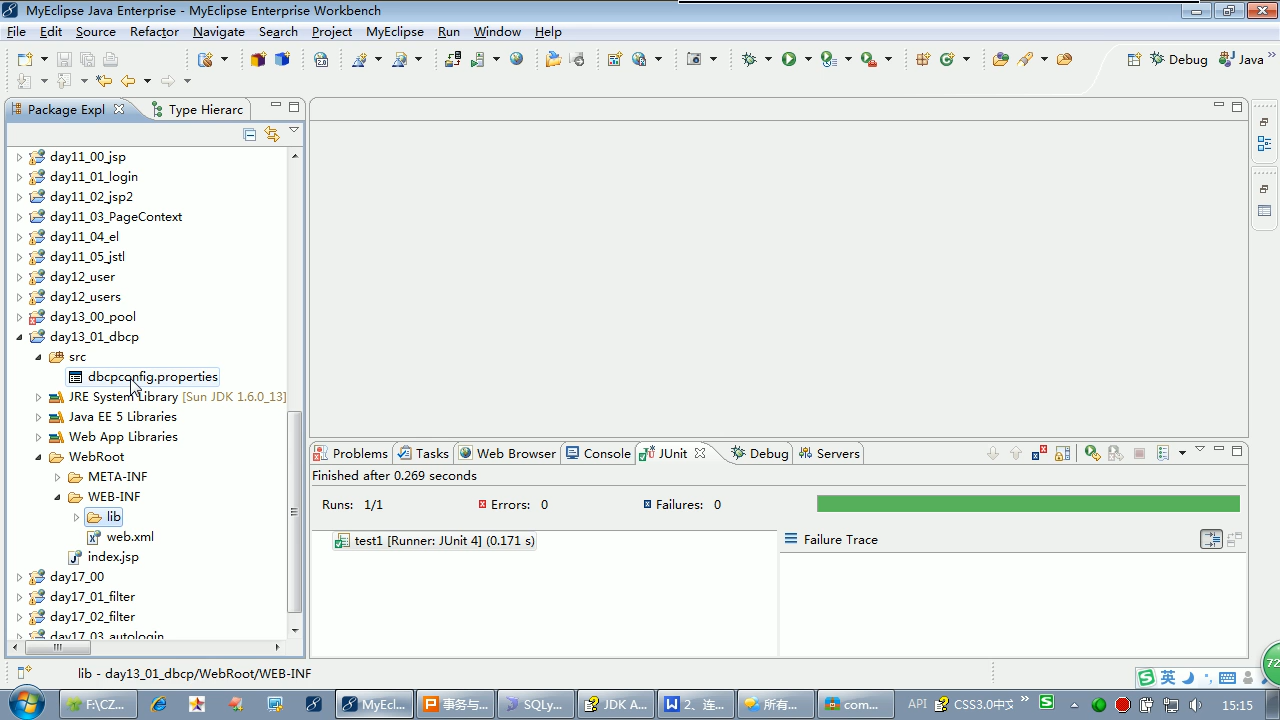 MyEclipse Java Enterprise - MyEclipse Enterprise Workbench
File Edit Source Refactor Navigate Search Project MyEclipse Run Window Help
Debug Java
Package Expl Type Hierarc
day11_00_jsp
day11_01_login
day11_02_jsp2
day11_03_PageContext
day11_04_el
day11_05_jstl
day12_user
day12_users
day13_00_pool
day13_01_dbcp
src
dbcpconfig.properties
JRE System Library [Sun JDK 1.6.0_13]
Java EE 5 Libraries
Web App Libraries
WebRoot
META-INF
WEB-INF
lib
web.xml
index.jsp
day17_00
day17_01_filter
day17_02_filter
day17_03_autologin
Problems Tasks Web Browser Console JUnit Debug Servers
Finished after 0.269 seconds
Runs: 1/1 Errors: 0 Failures: 0
test1 [Runner: JUnit 4] (0.171 s)
Failure Trace
lib - day13_01_dbcp/WebRoot/WEB-INF
英
72
F:\CZ... MyEcl... 事务与... SQLy... JDK A... 2、连... 所有... com... API CSS3.0中文 15:15